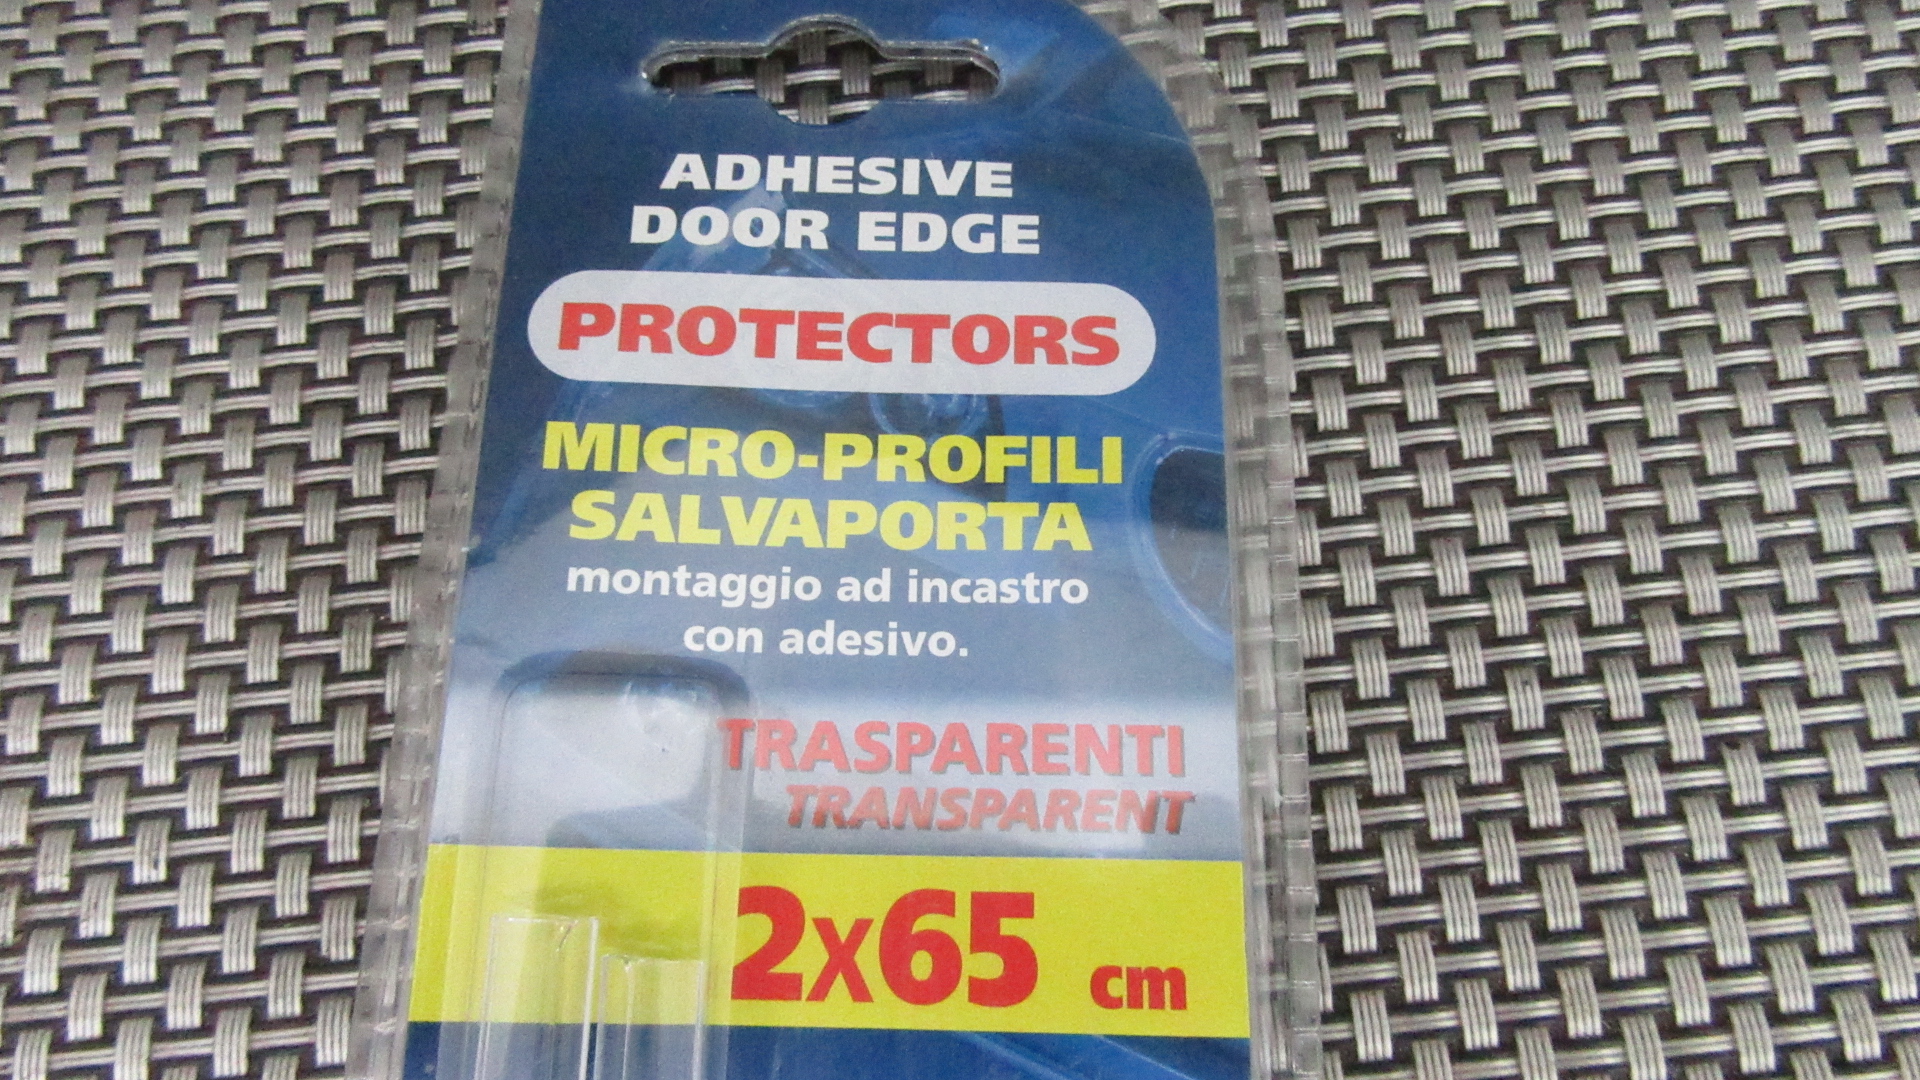 ADHESIVE
DOOR EDGE
PROTECTORS
MICRO-PROFILI
SALVAPORTA
montaggio ad incastro
con adesivo.
TRASPARENTI
TRANSPARENT
2x65 cm